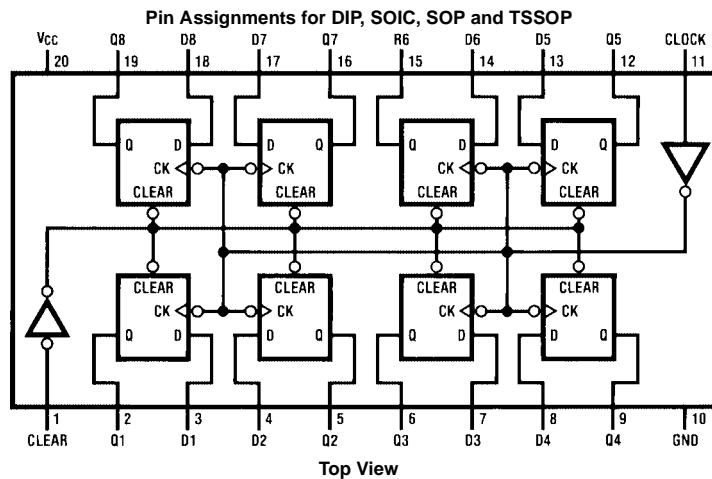 Pin Assignments for DIP, SOIC, SOP and TSSOP
VCC Q8 D8 D7 Q7 R6 D6 D5 Q5 CLOCK
20 19 18 17 16 15 14 13 12 11
Q D D Q Q D D Q
CK CK CK CK
CLEAR CLEAR CLEAR CLEAR
CLEAR CLEAR CLEAR CLEAR
CK CK CK CK
Q D D Q Q D D Q
1 2 3 4 5 6 7 8 9 10
CLEAR Q1 D1 D2 Q2 Q3 D3 D4 Q4 GND
Top View